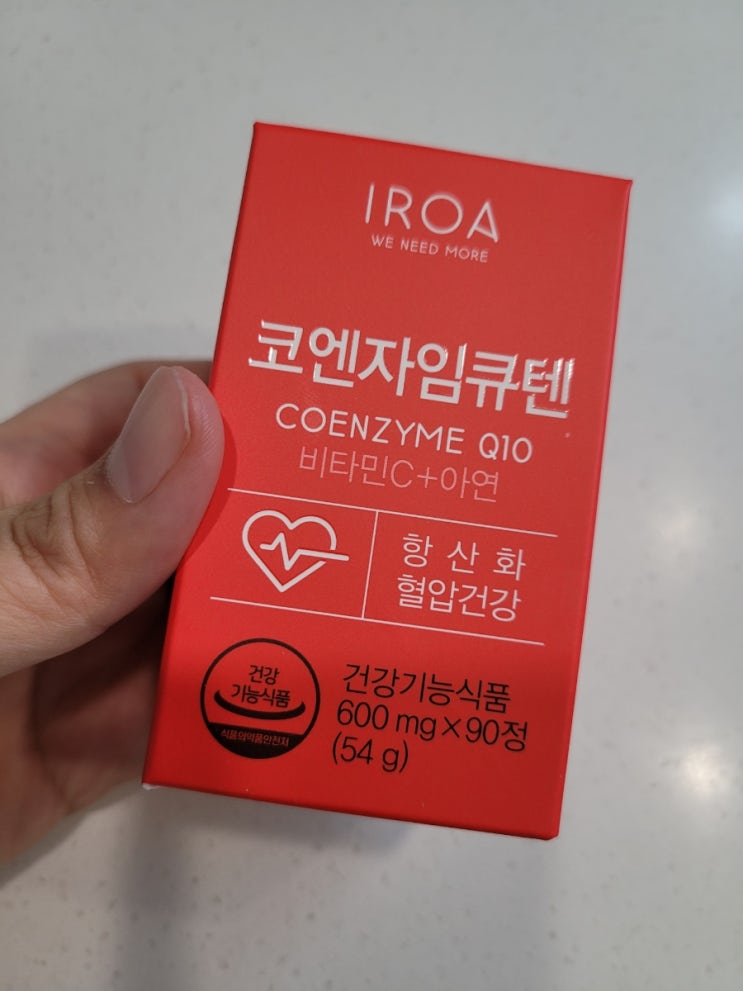 IROA
WE NEED MORE
코엔자임큐텐
COENZYME Q10
비타민C+아연
항산화
혈압건강
건강
기능식품
식품의약품안전처
건강기능식품
600 mg×90정
(54 g)